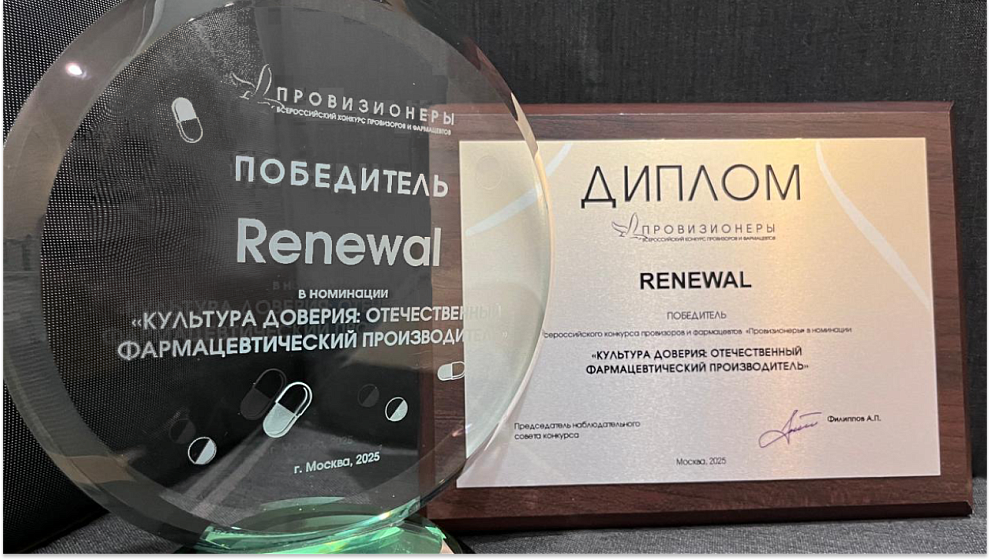 ПРОВИЗИОНЕРЫ
ВСЕРОССИЙСКИЙ КОНКУРС ПРОВИЗОРОВ И ФАРМАЦЕВТОВ
ПОБЕДИТЕЛЬ
Renewal
в номинации
«КУЛЬТУРА ДОВЕРИЯ: ОТЕЧЕСТВЕННЫЙ
ФАРМАЦЕВТИЧЕСКИЙ ПРОИЗВОДИТЕЛЬ»
г. Москва, 2025
ДИПЛОМ
ПРОВИЗИОНЕРЫ
ВСЕРОССИЙСКИЙ КОНКУРС ПРОВИЗОРОВ И ФАРМАЦЕВТОВ
RENEWAL
ПОБЕДИТЕЛЬ
Всероссийского конкурса провизоров и фармацевтов «Провизионеры» в номинации
«КУЛЬТУРА ДОВЕРИЯ: ОТЕЧЕСТВЕННЫЙ
ФАРМАЦЕВТИЧЕСКИЙ ПРОИЗВОДИТЕЛЬ»
Председатель наблюдательного
совета конкурса
Филиппов А.П.
Москва, 2025